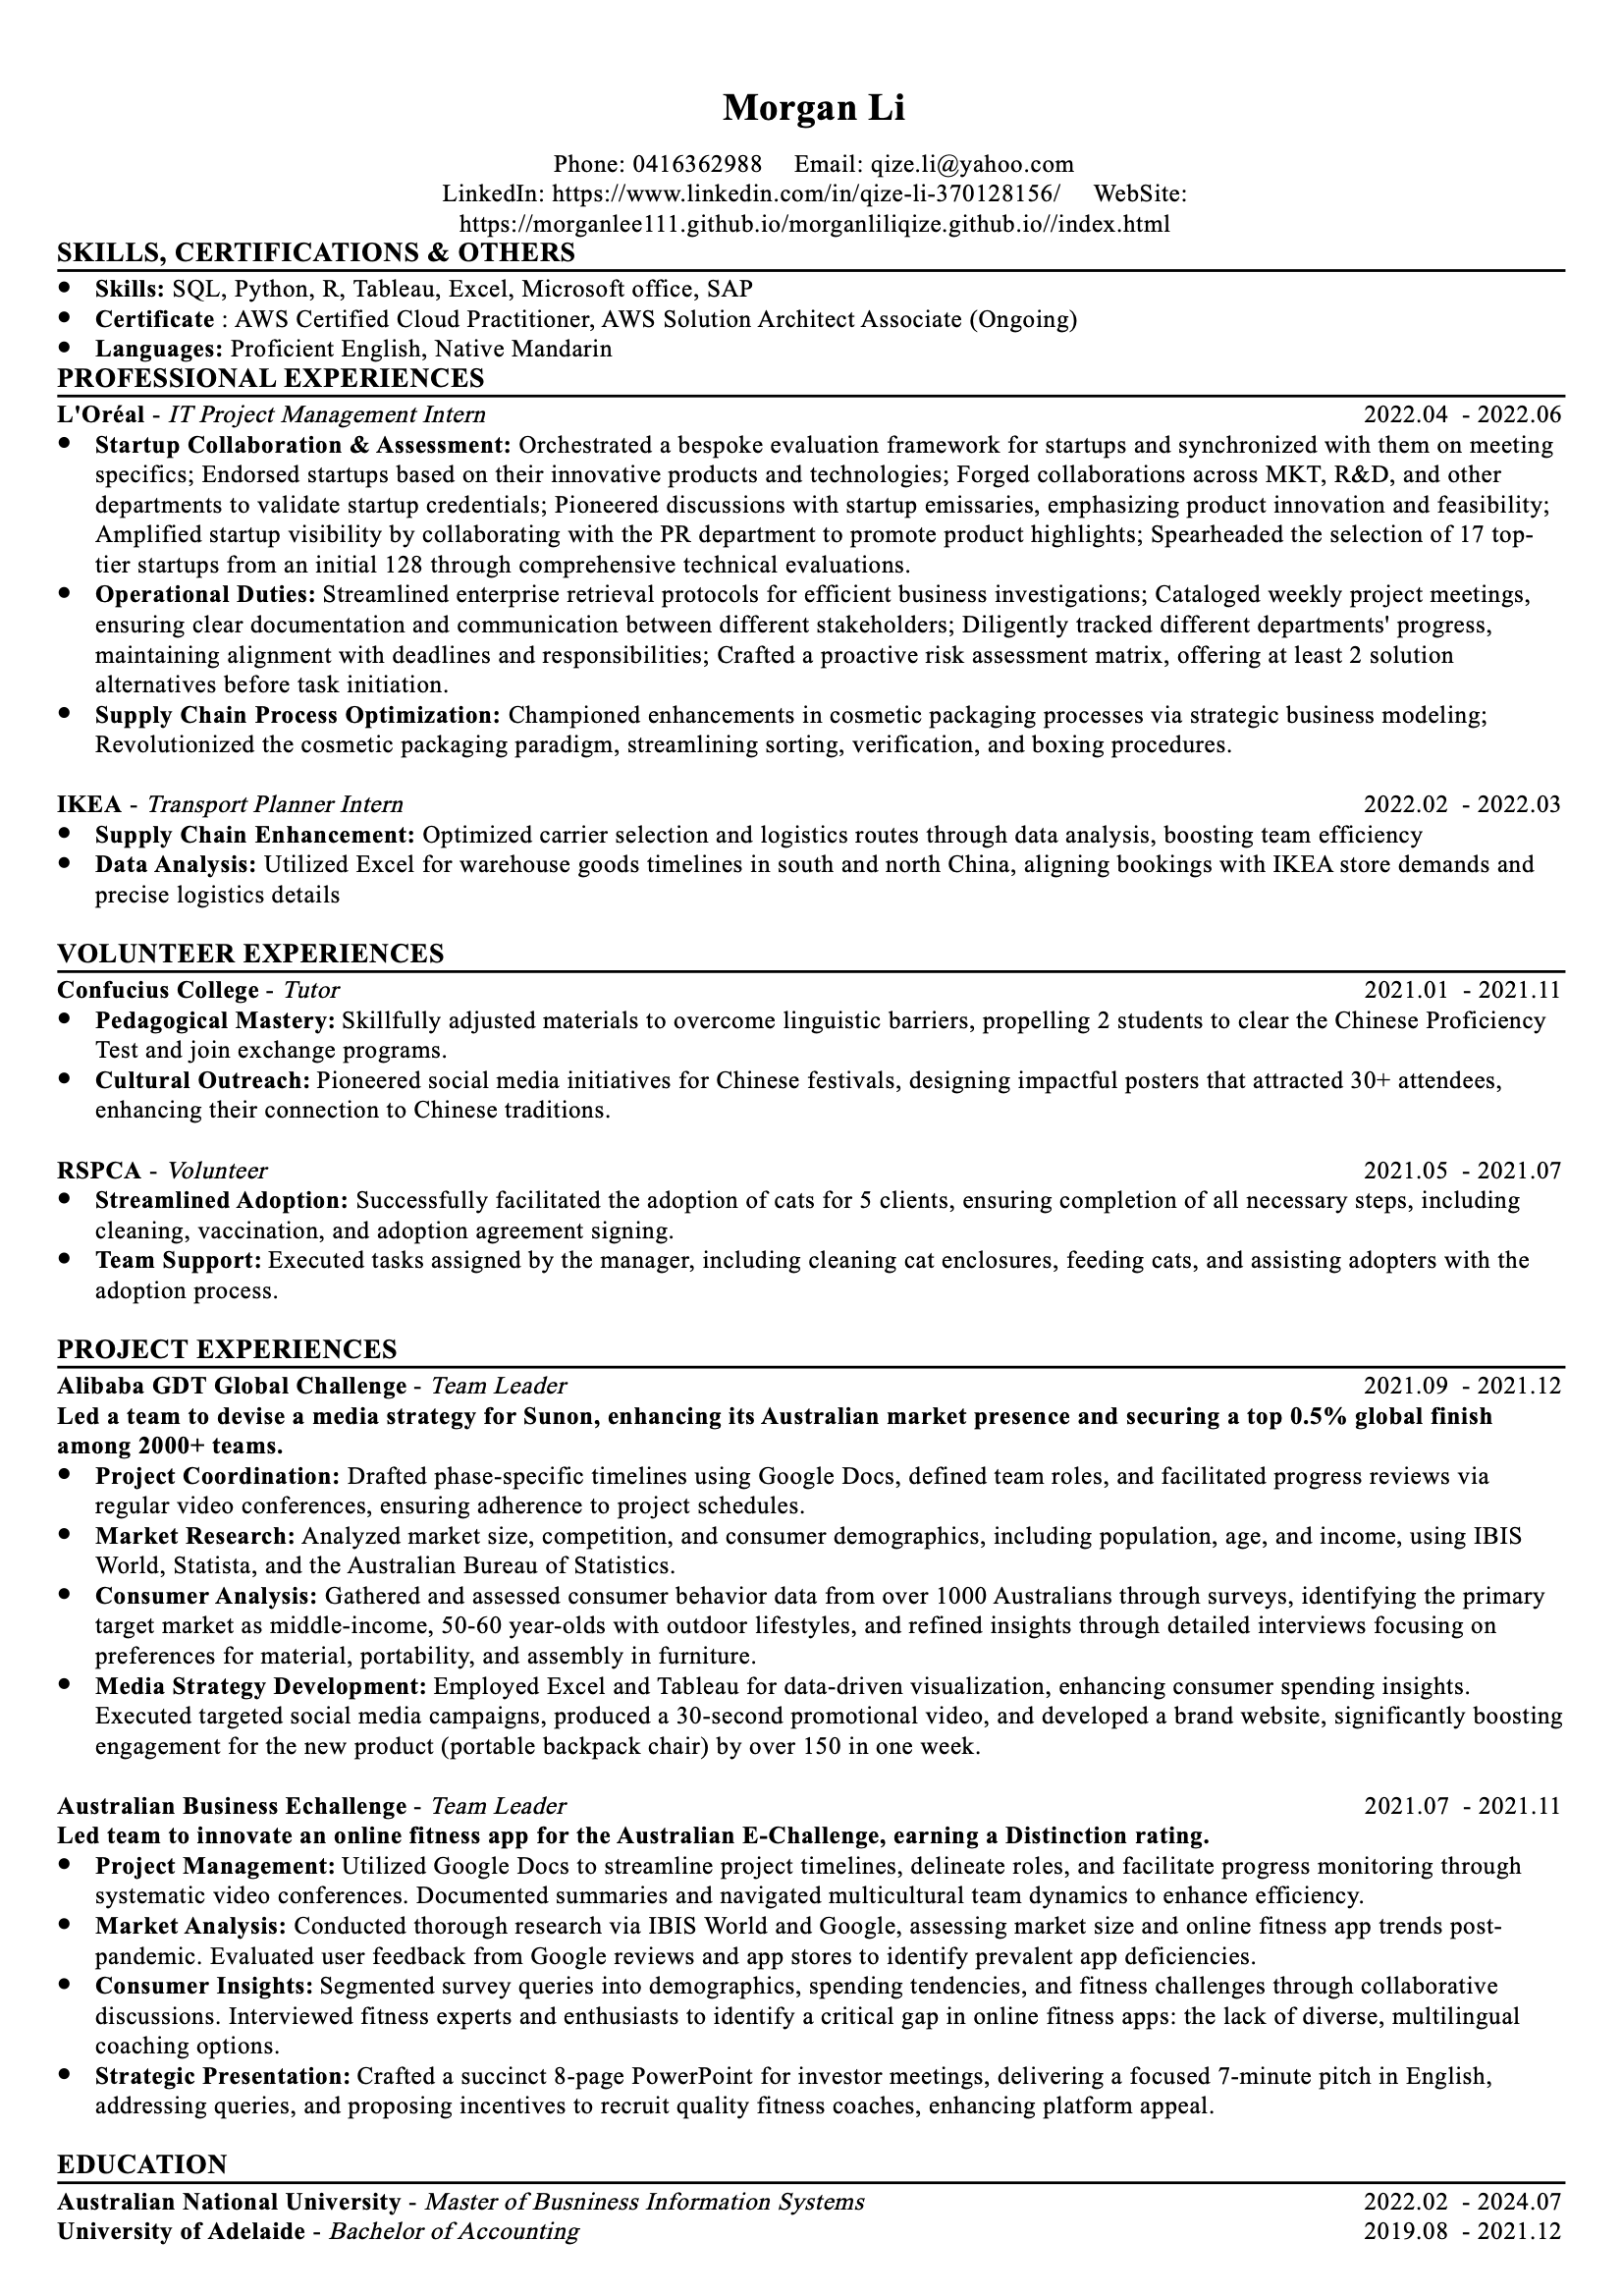 Morgan Li
Phone: 0416362988 Email: qize.li@yahoo.com
LinkedIn: https://www.linkedin.com/in/qize-li-370128156/ WebSite:
https://morganlee111.github.io/morganliliqize.github.io//index.html
SKILLS, CERTIFICATIONS & OTHERS
● Skills: SQL, Python, R, Tableau, Excel, Microsoft office, SAP
● Certificate : AWS Certified Cloud Practitioner, AWS Solution Architect Associate (Ongoing)
● Languages: Proficient English, Native Mandarin
PROFESSIONAL EXPERIENCES
L'Oréal - IT Project Management Intern 2022.04 - 2022.06
● Startup Collaboration & Assessment: Orchestrated a bespoke evaluation framework for startups and synchronized with them on meeting
specifics; Endorsed startups based on their innovative products and technologies; Forged collaborations across MKT, R&D, and other
departments to validate startup credentials; Pioneered discussions with startup emissaries, emphasizing product innovation and feasibility;
Amplified startup visibility by collaborating with the PR department to promote product highlights; Spearheaded the selection of 17 top-
tier startups from an initial 128 through comprehensive technical evaluations.
● Operational Duties: Streamlined enterprise retrieval protocols for efficient business investigations; Cataloged weekly project meetings,
ensuring clear documentation and communication between different stakeholders; Diligently tracked different departments' progress,
maintaining alignment with deadlines and responsibilities; Crafted a proactive risk assessment matrix, offering at least 2 solution
alternatives before task initiation.
● Supply Chain Process Optimization: Championed enhancements in cosmetic packaging processes via strategic business modeling;
Revolutionized the cosmetic packaging paradigm, streamlining sorting, verification, and boxing procedures.
IKEA - Transport Planner Intern 2022.02 - 2022.03
● Supply Chain Enhancement: Optimized carrier selection and logistics routes through data analysis, boosting team efficiency
● Data Analysis: Utilized Excel for warehouse goods timelines in south and north China, aligning bookings with IKEA store demands and
precise logistics details
VOLUNTEER EXPERIENCES
Confucius College - Tutor 2021.01 - 2021.11
● Pedagogical Mastery: Skillfully adjusted materials to overcome linguistic barriers, propelling 2 students to clear the Chinese Proficiency
Test and join exchange programs.
● Cultural Outreach: Pioneered social media initiatives for Chinese festivals, designing impactful posters that attracted 30+ attendees,
enhancing their connection to Chinese traditions.
RSPCA - Volunteer 2021.05 - 2021.07
● Streamlined Adoption: Successfully facilitated the adoption of cats for 5 clients, ensuring completion of all necessary steps, including
cleaning, vaccination, and adoption agreement signing.
● Team Support: Executed tasks assigned by the manager, including cleaning cat enclosures, feeding cats, and assisting adopters with the
adoption process.
PROJECT EXPERIENCES
Alibaba GDT Global Challenge - Team Leader 2021.09 - 2021.12
Led a team to devise a media strategy for Sunon, enhancing its Australian market presence and securing a top 0.5% global finish
among 2000+ teams.
● Project Coordination: Drafted phase-specific timelines using Google Docs, defined team roles, and facilitated progress reviews via
regular video conferences, ensuring adherence to project schedules.
● Market Research: Analyzed market size, competition, and consumer demographics, including population, age, and income, using IBIS
World, Statista, and the Australian Bureau of Statistics.
● Consumer Analysis: Gathered and assessed consumer behavior data from over 1000 Australians through surveys, identifying the primary
target market as middle-income, 50-60 year-olds with outdoor lifestyles, and refined insights through detailed interviews focusing on
preferences for material, portability, and assembly in furniture.
● Media Strategy Development: Employed Excel and Tableau for data-driven visualization, enhancing consumer spending insights.
Executed targeted social media campaigns, produced a 30-second promotional video, and developed a brand website, significantly boosting
engagement for the new product (portable backpack chair) by over 150 in one week.
Australian Business Echallenge - Team Leader 2021.07 - 2021.11
Led team to innovate an online fitness app for the Australian E-Challenge, earning a Distinction rating.
● Project Management: Utilized Google Docs to streamline project timelines, delineate roles, and facilitate progress monitoring through
systematic video conferences. Documented summaries and navigated multicultural team dynamics to enhance efficiency.
● Market Analysis: Conducted thorough research via IBIS World and Google, assessing market size and online fitness app trends post-
pandemic. Evaluated user feedback from Google reviews and app stores to identify prevalent app deficiencies.
● Consumer Insights: Segmented survey queries into demographics, spending tendencies, and fitness challenges through collaborative
discussions. Interviewed fitness experts and enthusiasts to identify a critical gap in online fitness apps: the lack of diverse, multilingual
coaching options.
● Strategic Presentation: Crafted a succinct 8-page PowerPoint for investor meetings, delivering a focused 7-minute pitch in English,
addressing queries, and proposing incentives to recruit quality fitness coaches, enhancing platform appeal.
EDUCATION
Australian National University - Master of Busniness Information Systems 2022.02 - 2024.07
University of Adelaide - Bachelor of Accounting 2019.08 - 2021.12